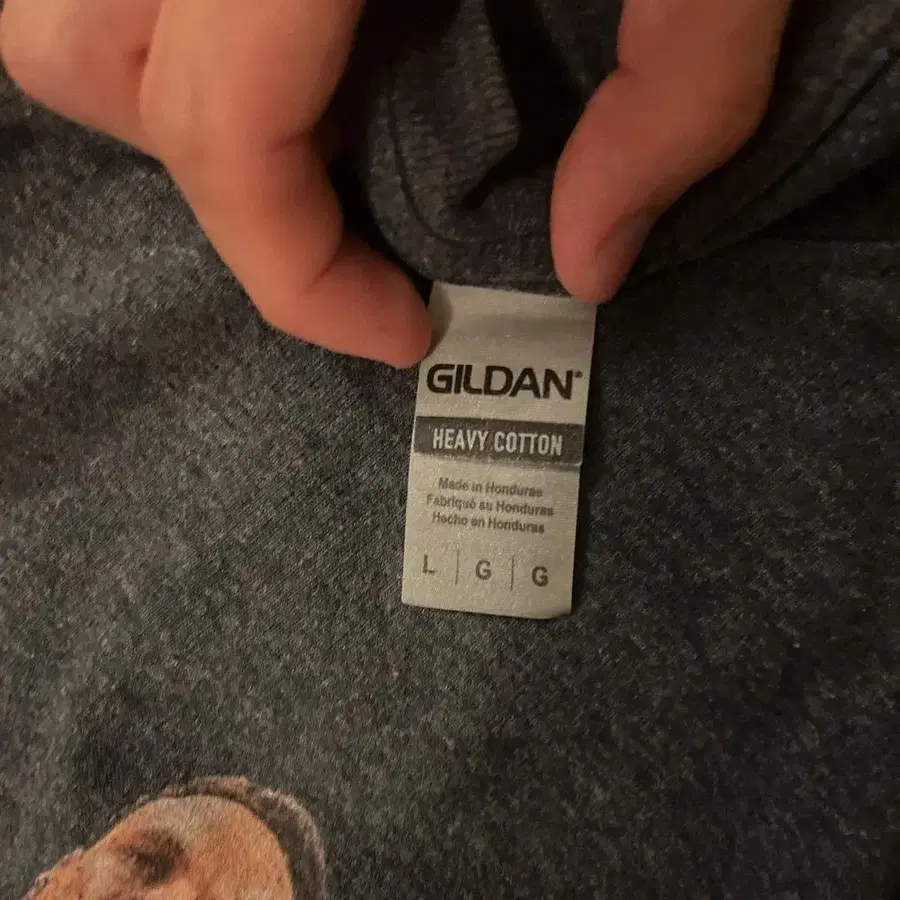 GILDAN®
HEAVY COTTON
Made in Honduras
Fabriqué au Honduras
Hecho en Honduras
L | G | G